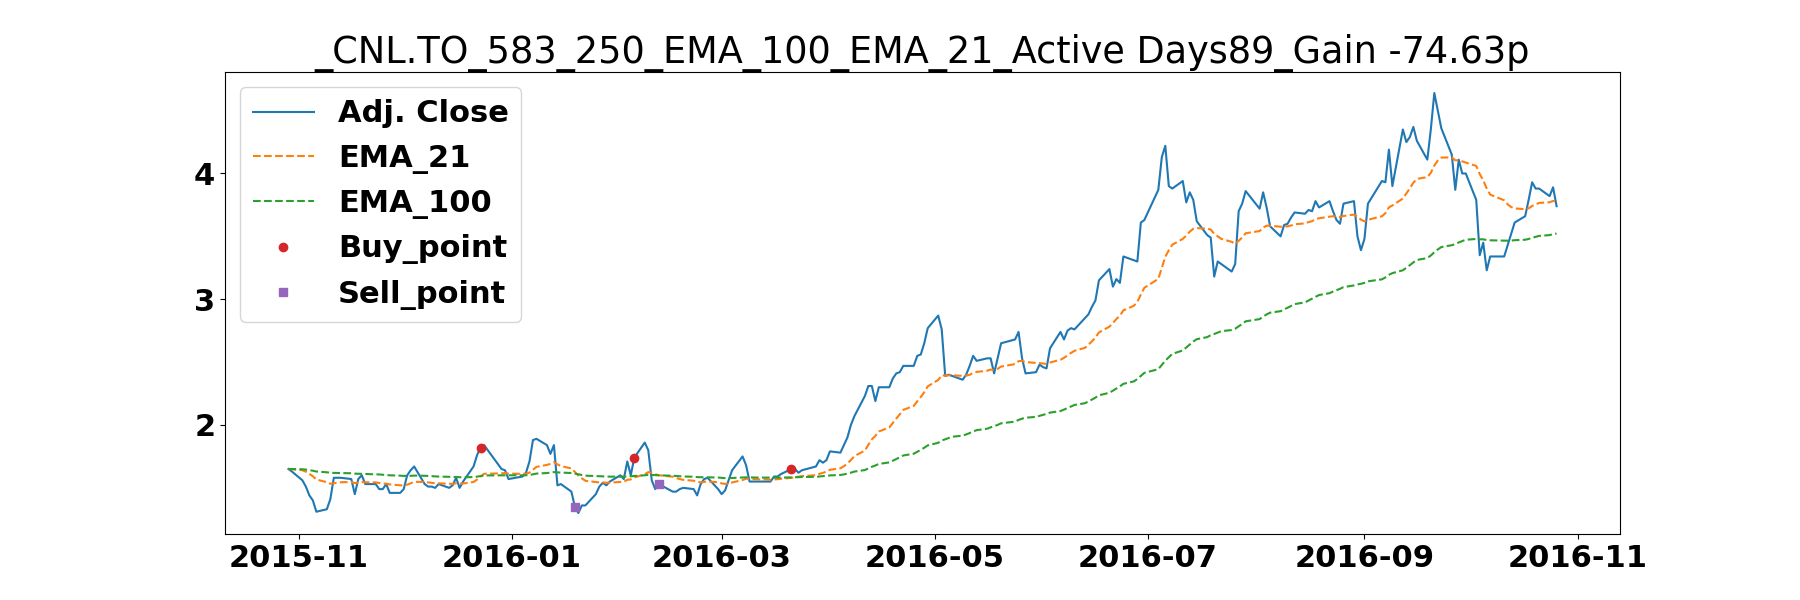 _CNL.TO_583_250_EMA_100_EMA_21_Active Days89_Gain -74.63p
Adj. Close
EMA_21
EMA_100
Buy_point
Sell_point
4
3
2
2015-11 2016-01 2016-03 2016-05 2016-07 2016-09 2016-11